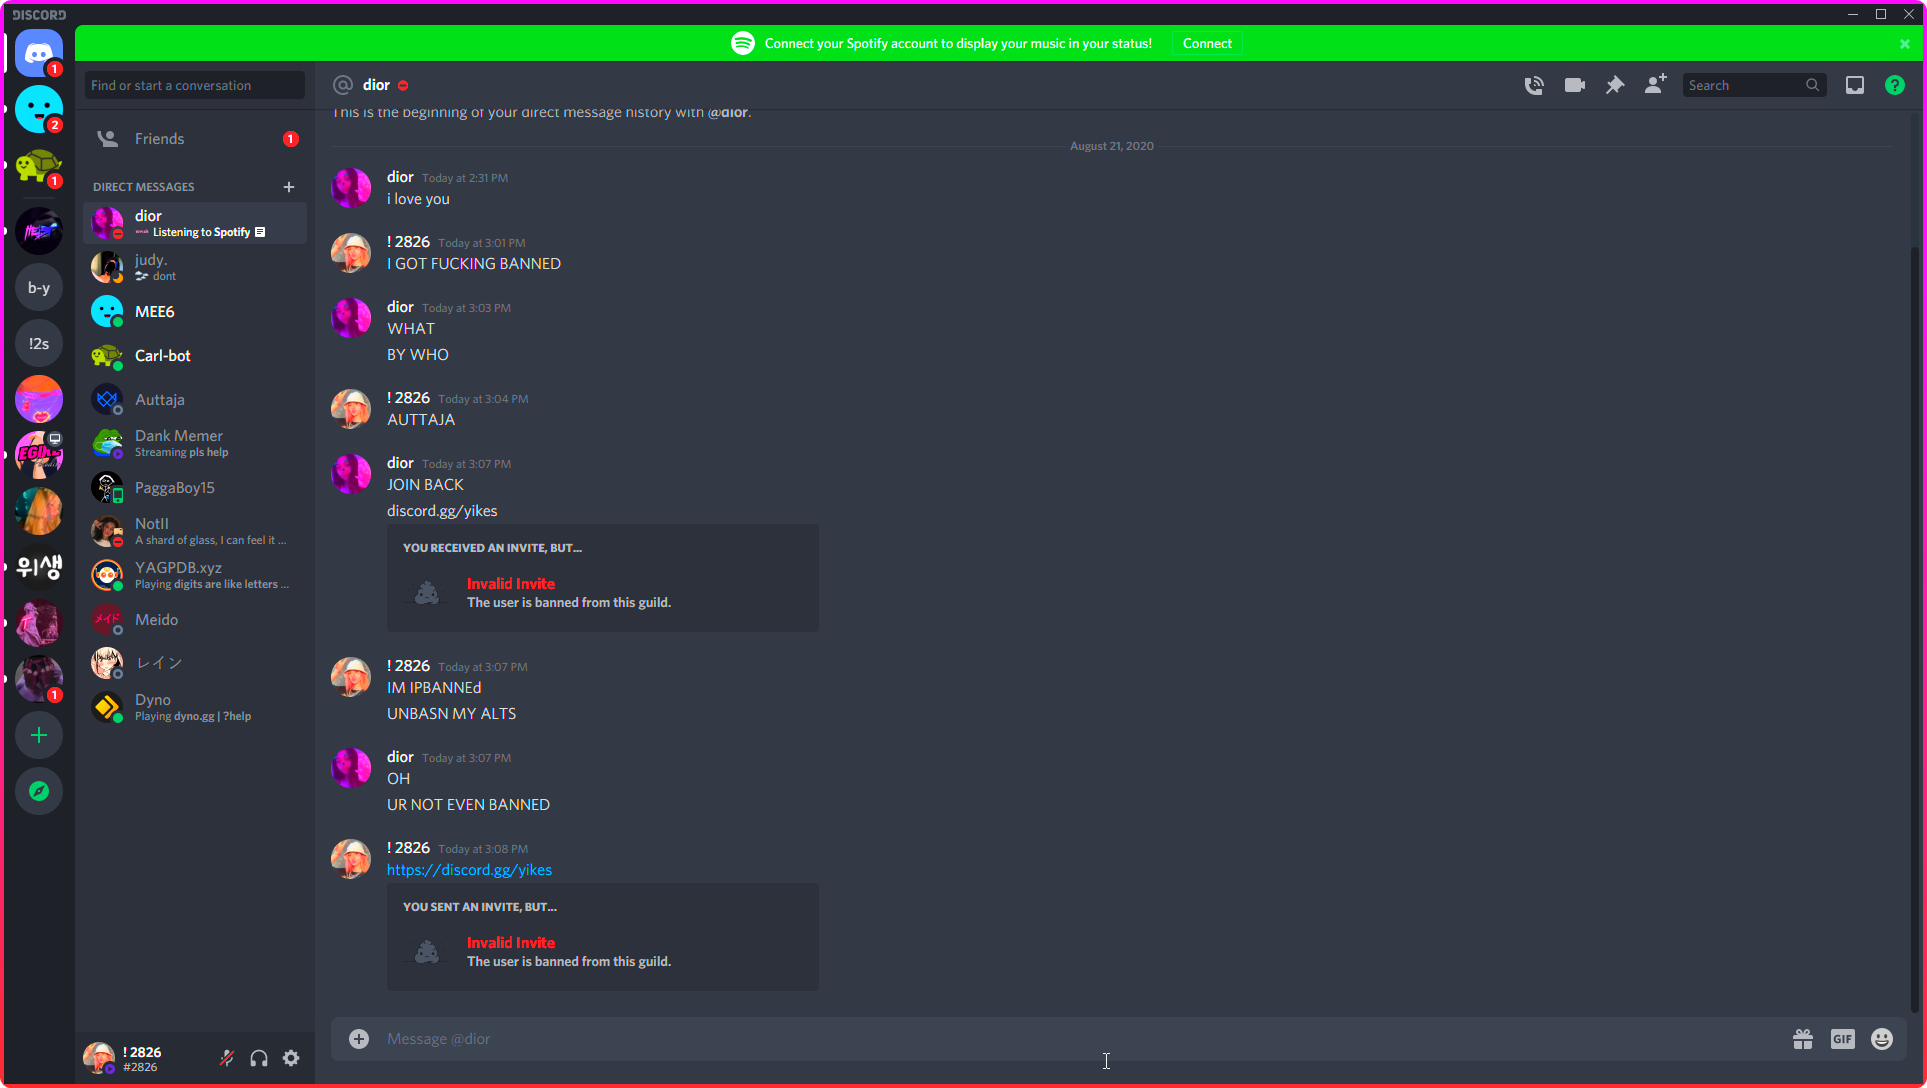 DISCORD
Connect your Spotify account to display your music in your status!
Connect
1
2
1
b-y
!2s
EGIRL
위생
1
Find or start a conversation
Friends
1
DIRECT MESSAGES
dior
Listening to Spotify
judy.
dont
MEE6
Carl-bot
Auttaja
Dank Memer
Streaming pls help
PaggaBoy15
NotII
A shard of glass, I can feel it ...
YAGPDB.xyz
Playing digits are like letters ...
メイド
Meido
レイン
Dyno
Playing dyno.gg | ?help
! 2826
#2826
@ dior
Search
?
This is the beginning of your direct message history with @dior.
August 21, 2020
dior Today at 2:31 PM
i love you
! 2826 Today at 3:01 PM
I GOT FUCKING BANNED
dior Today at 3:03 PM
WHAT
BY WHO
! 2826 Today at 3:04 PM
AUTTAJA
dior Today at 3:07 PM
JOIN BACK
discord.gg/yikes
YOU RECEIVED AN INVITE, BUT...
Invalid Invite
The user is banned from this guild.
! 2826 Today at 3:07 PM
IM IPBANNEd
UNBASN MY ALTS
dior Today at 3:07 PM
OH
UR NOT EVEN BANNED
! 2826 Today at 3:08 PM
https://discord.gg/yikes
YOU SENT AN INVITE, BUT...
Invalid Invite
The user is banned from this guild.
Message @dior
GIF